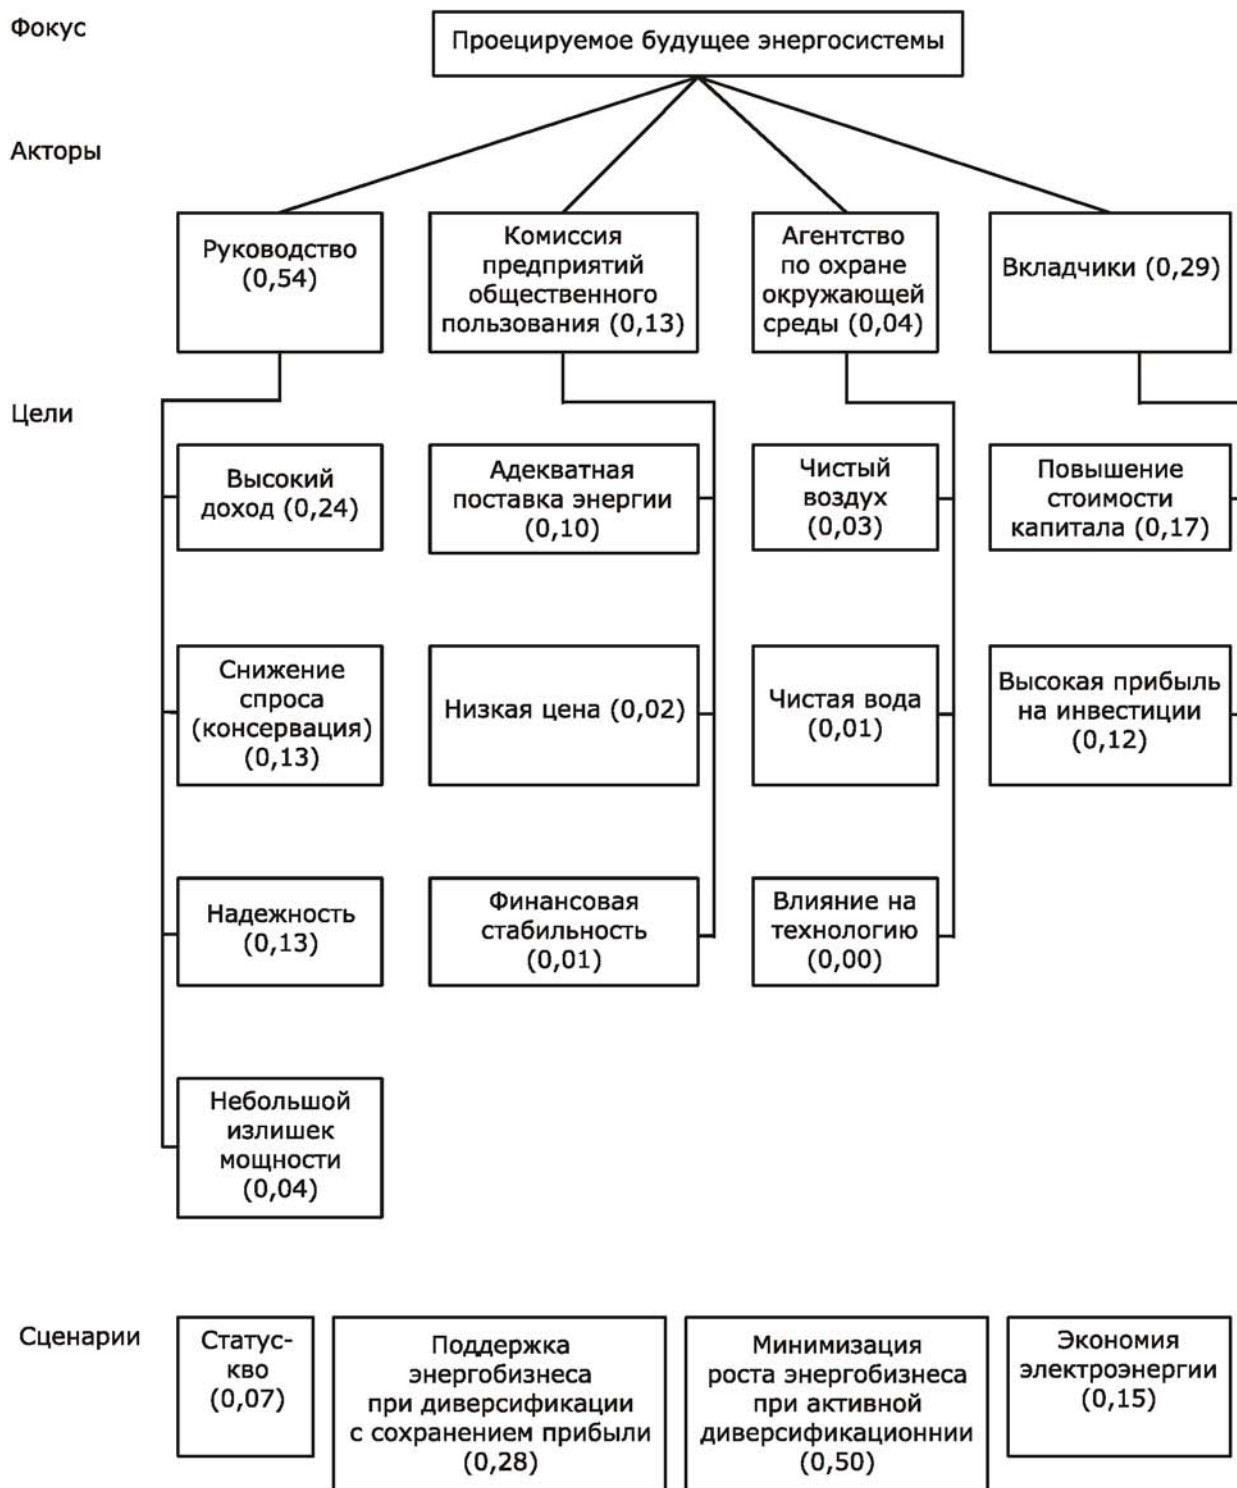 Фокус
Проецируемое будущее энергосистемы
Акторы
Руководство
(0,54)
Комиссия
предприятий
общественного
пользования (0,13)
Агентство
по охране
окружающей
среды (0,04)
Вкладчики (0,29)
Цели
Высокий
доход (0,24)
Адекватная
поставка энергии
(0,10)
Чистый
воздух
(0,03)
Повышение
стоимости
капитала (0,17)
Снижение
спроса
(консервация)
(0,13)
Низкая цена (0,02)
Чистая вода
(0,01)
Высокая прибыль
на инвестиции
(0,12)
Надежность
(0,13)
Финансовая
стабильность
(0,01)
Влияние на
технологию
(0,00)
Небольшой
излишек
мощности
(0,04)
Сценарии
Статус-
кво
(0,07)
Поддержка
энергобизнеса
при диверсификации
с сохранением прибыли
(0,28)
Минимизация
роста энергобизнеса
при активной
диверсификационнии
(0,50)
Экономия
электроэнергии
(0,15)